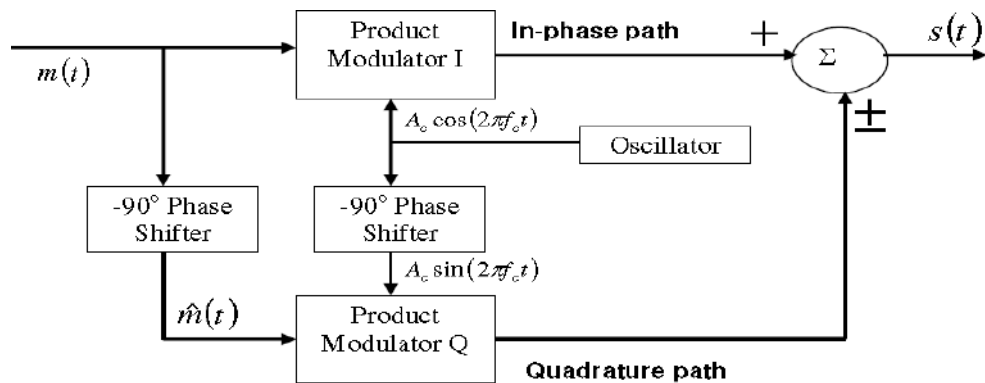 Product
Modulator I
In-phase path
+
s(t)
m(t)
Σ
±
A_c cos(2πf_c t)
Oscillator
-90° Phase
Shifter
-90° Phase
Shifter
A_c sin(2πf_c t)
m̂(t)
Product
Modulator Q
Quadrature path